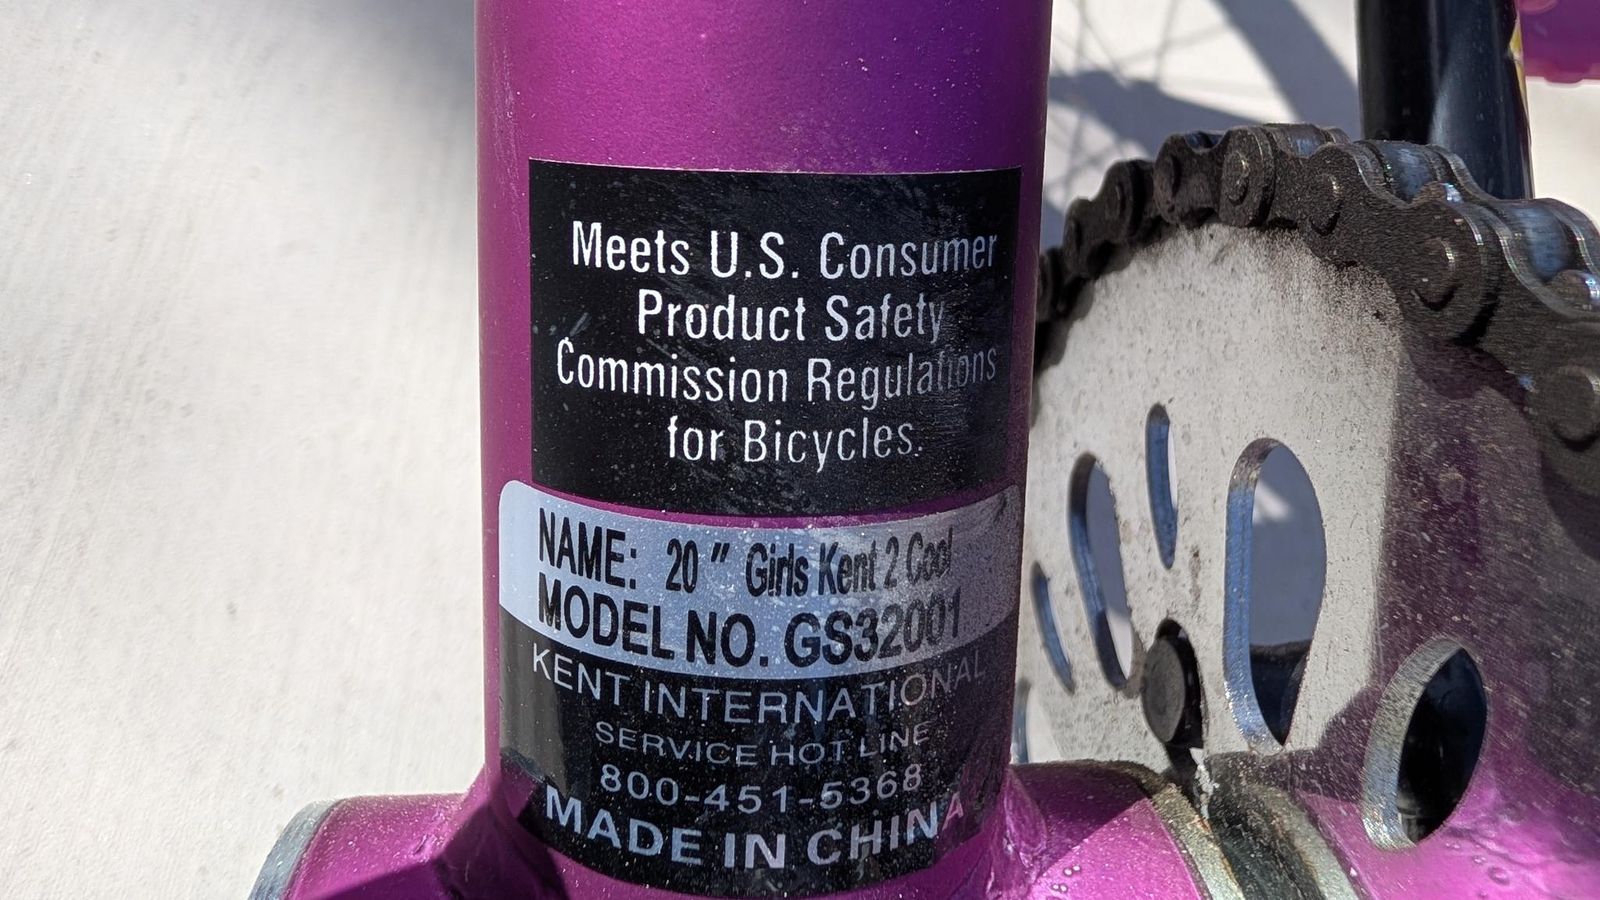 Meets U.S. Consumer
Product Safety
Commission Regulations
for Bicycles.
NAME: 20 " Girls Kent 2 Cool
MODEL NO. GS32001
KENT INTERNATIONAL
SERVICE HOT LINE
800-451-5368
MADE IN CHINA